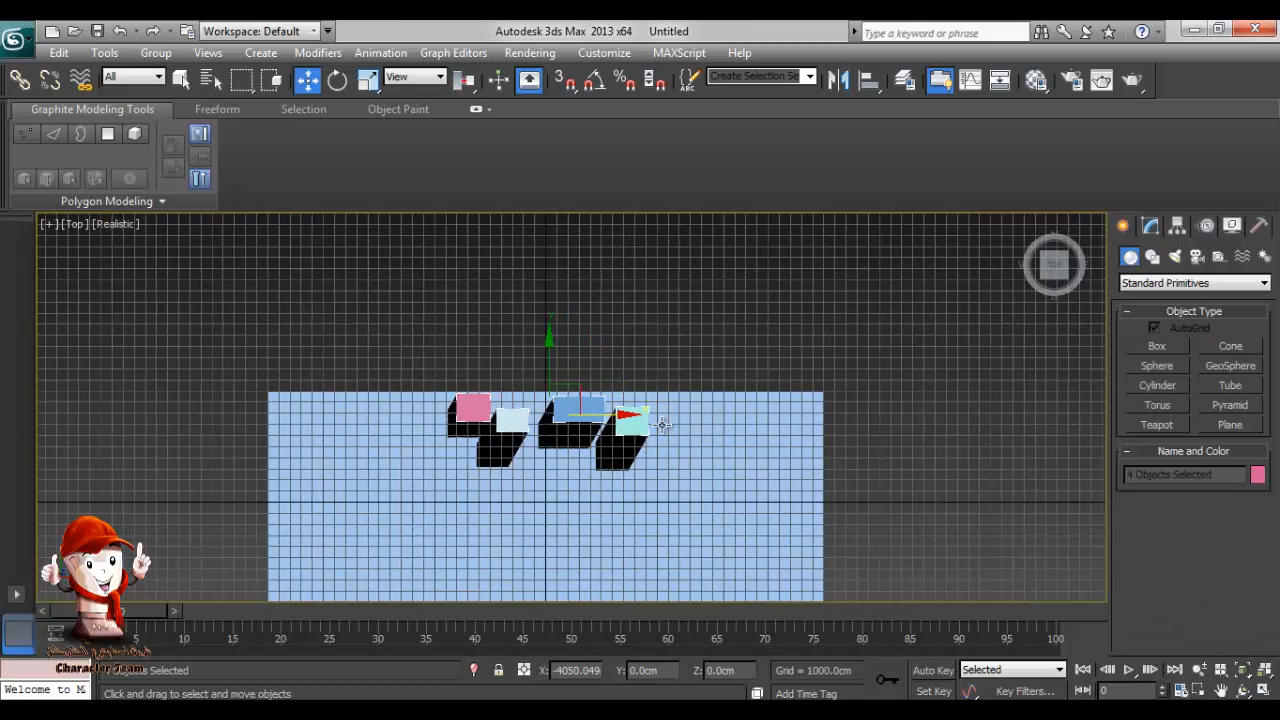 Workspace: Default
Autodesk 3ds Max 2013 x64 Untitled
Type a keyword or phrase
Edit Tools Group Views Create Modifiers Animation Graph Editors Rendering Customize MAXScript Help
All
View
3
Create Selection Se
ABC
Graphite Modeling Tools Freeform Selection Object Paint
Polygon Modeling
[+] [Top] [Realistic]
TOP
Standard Primitives
Object Type
AutoGrid
Box Cone
Sphere GeoSphere
Cylinder Tube
Torus Pyramid
Teapot Plane
Name and Color
4 Objects Selected
5 10 15 20 25 30 35 40 45 50 55 60 65 70 75 80 85 90 95 100
Character Team
Objects Selected
X: -4050.049 Y: 0.0cm Z: 0.0cm
Grid = 1000.0cm
Auto Key Selected
Welcome to M
Click and drag to select and move objects
Add Time Tag
Set Key Key Filters...
0